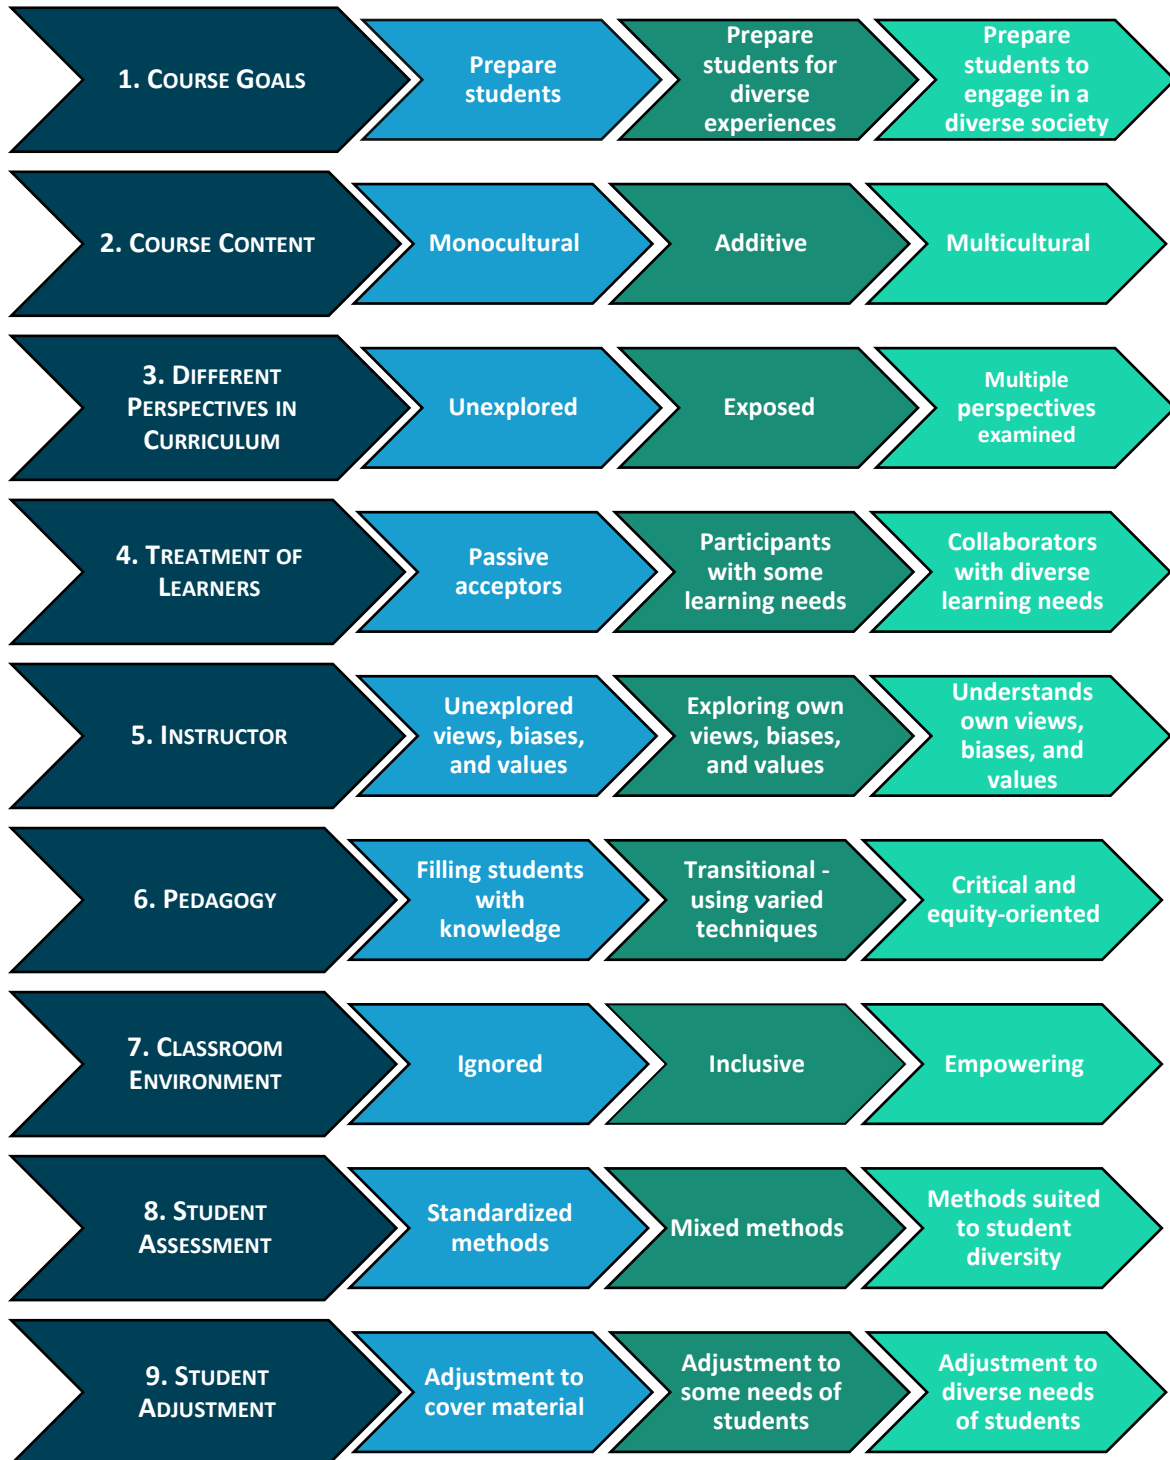 1. COURSE GOALS
Prepare
students
Prepare
students for
diverse
experiences
Prepare
students to
engage in a
diverse society
2. COURSE CONTENT
Monocultural
Additive
Multicultural
3. DIFFERENT
PERSPECTIVES IN
CURRICULUM
Unexplored
Exposed
Multiple
perspectives
examined
4. TREATMENT OF
LEARNERS
Passive
acceptors
Participants
with some
learning needs
Collaborators
with diverse
learning needs
5. INSTRUCTOR
Unexplored
views, biases,
and values
Exploring own
views, biases,
and values
Understands
own views,
biases, and
values
6. PEDAGOGY
Filling students
with
knowledge
Transitional -
using varied
techniques
Critical and
equity-oriented
7. CLASSROOM
ENVIRONMENT
Ignored
Inclusive
Empowering
8. STUDENT
ASSESSMENT
Standardized
methods
Mixed methods
Methods suited
to student
diversity
9. STUDENT
ADJUSTMENT
Adjustment to
cover material
Adjustment to
some needs of
students
Adjustment to
diverse needs
of students